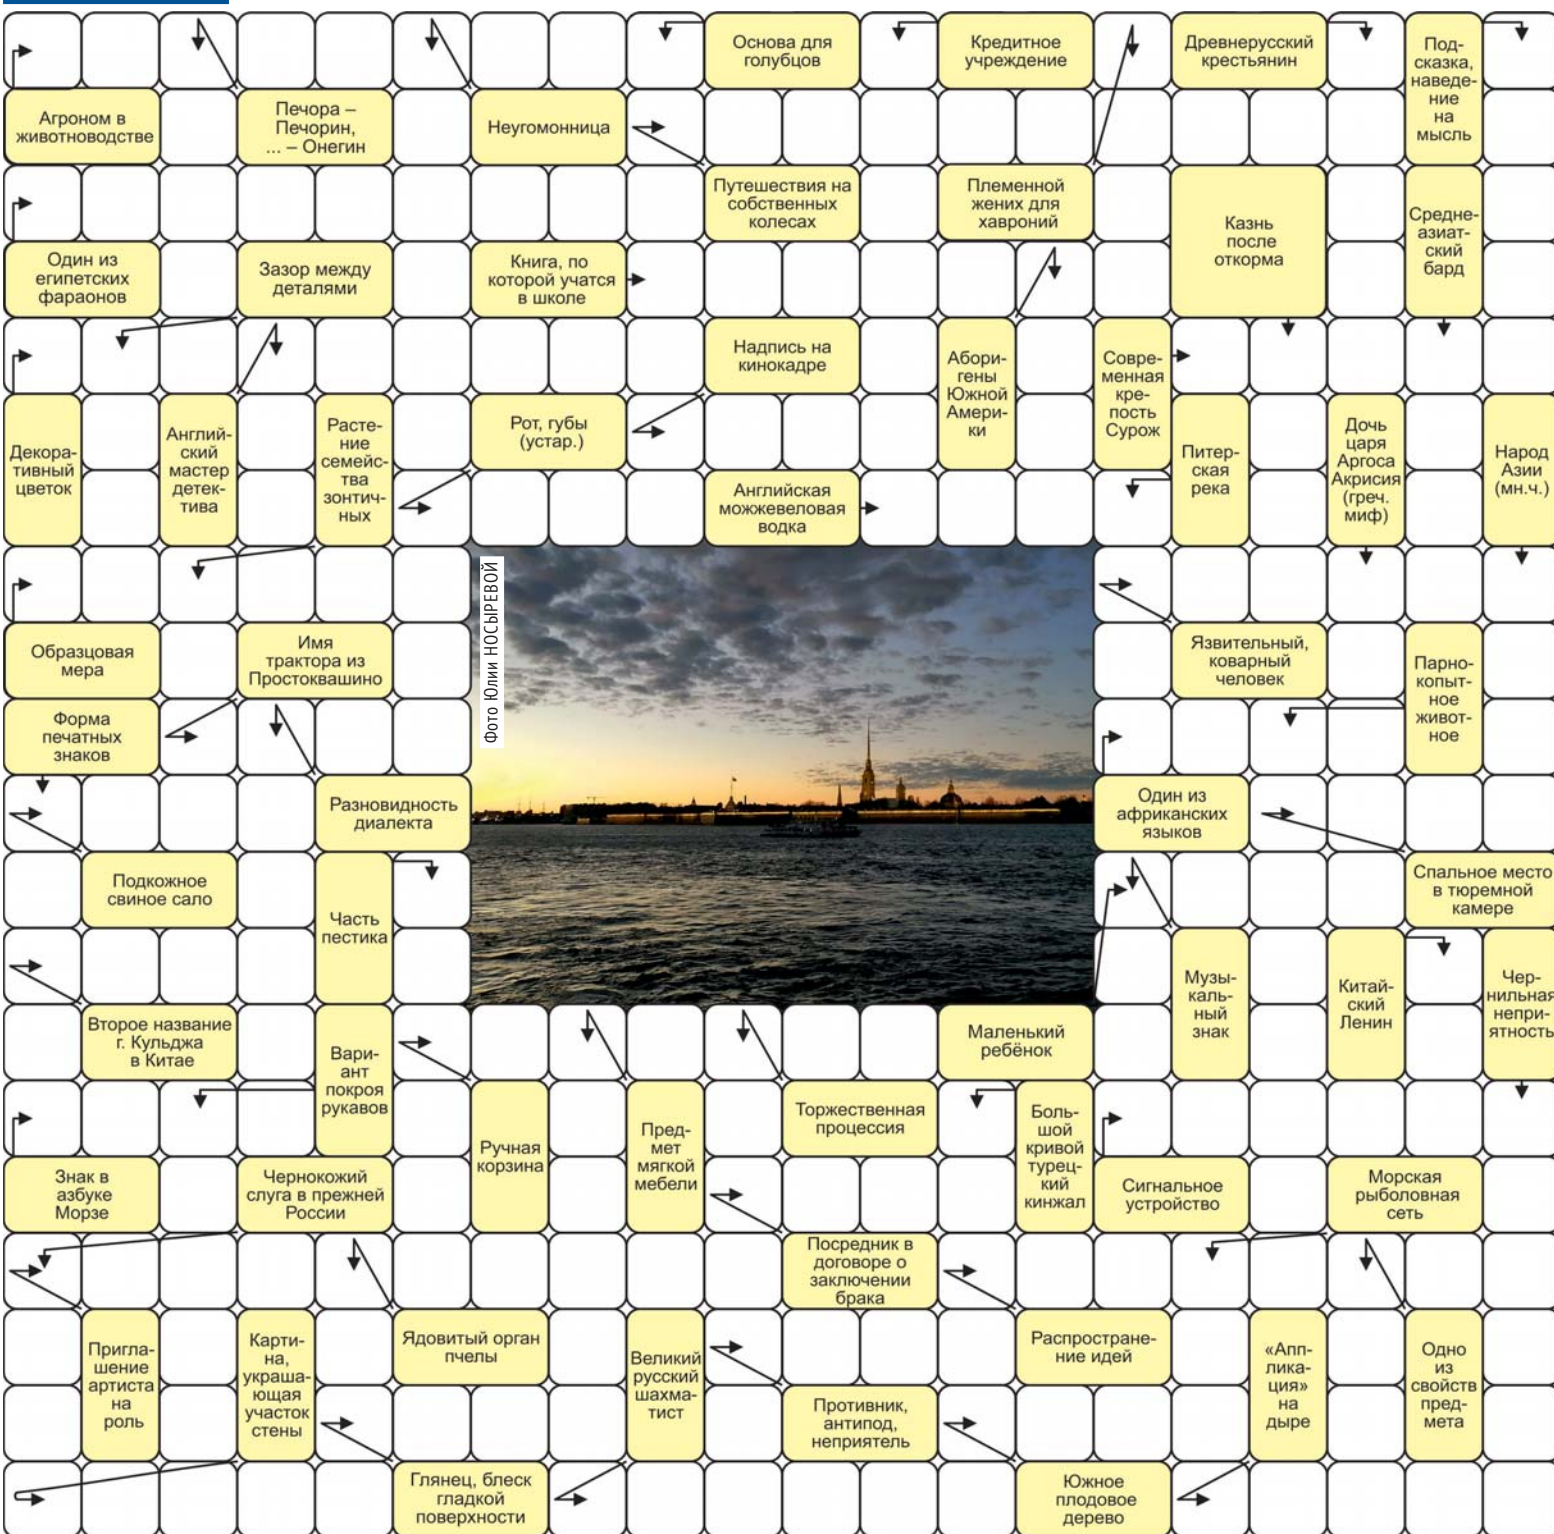 Основа для
голубцов
Кредитное
учреждение
Древнерусский
крестьянин
Под-
сказка,
наведе-
ние
на
мысль
Агроном в
животноводстве
Печора –
Печорин,
... – Онегин
Неугомонница
Путешествия на
собственных
колесах
Племенной
жених для
хавроний
Казнь
после
откорма
Средне-
азиат-
ский
бард
Один из
египетских
фараонов
Зазор между
деталями
Книга, по
которой учатся
в школе
Надпись на
кинокадре
Абори-
гены
Южной
Амери-
ки
Совре-
менная
кре-
пость
Сурож
Декора-
тивный
цветок
Англий-
ский
мастер
детек-
тива
Расте-
ние
семейс-
тва
зонтич-
ных
Рот, губы
(устар.)
Питер-
ская
река
Дочь
царя
Аргоса
Акрисия
(греч.
миф)
Народ
Азии
(мн.ч.)
Английская
можжевеловая
водка
Фото Юлии НОСЫРЕВОЙ
Образцовая
мера
Имя
трактора из
Простоквашино
Язвительный,
коварный
человек
Парно-
копыт-
ное
живот-
ное
Форма
печатных
знаков
Разновидность
диалекта
Один из
африканских
языков
Подкожное
свиное сало
Часть
пестика
Спальное место
в тюремной
камере
Музы-
каль-
ный
знак
Китай-
ский
Ленин
Чер-
нильная
непри-
ятность
Второе название
г. Кульджа
в Китае
Вари-
ант
покроя
рукавов
Маленький
ребёнок
Ручная
корзина
Пред-
мет
мягкой
мебели
Торжественная
процессия
Боль-
шой
кривой
турец-
кий
кинжал
Знак в
азбуке
Морзе
Чернокожий
слуга в прежней
России
Сигнальное
устройство
Морская
рыболовная
сеть
Посредник в
договоре о
заключении
брака
Пригла-
шение
артиста
на
роль
Карти-
на,
украша-
ющая
участок
стены
Ядовитый орган
пчелы
Великий
русский
шахма-
тист
Распростране-
ние идей
«Апп-
лика-
ция»
на
дыре
Одно
из
свойств
пред-
мета
Противник,
антипод,
неприятель
Глянец, блеск
гладкой
поверхности
Южное
плодовое
дерево